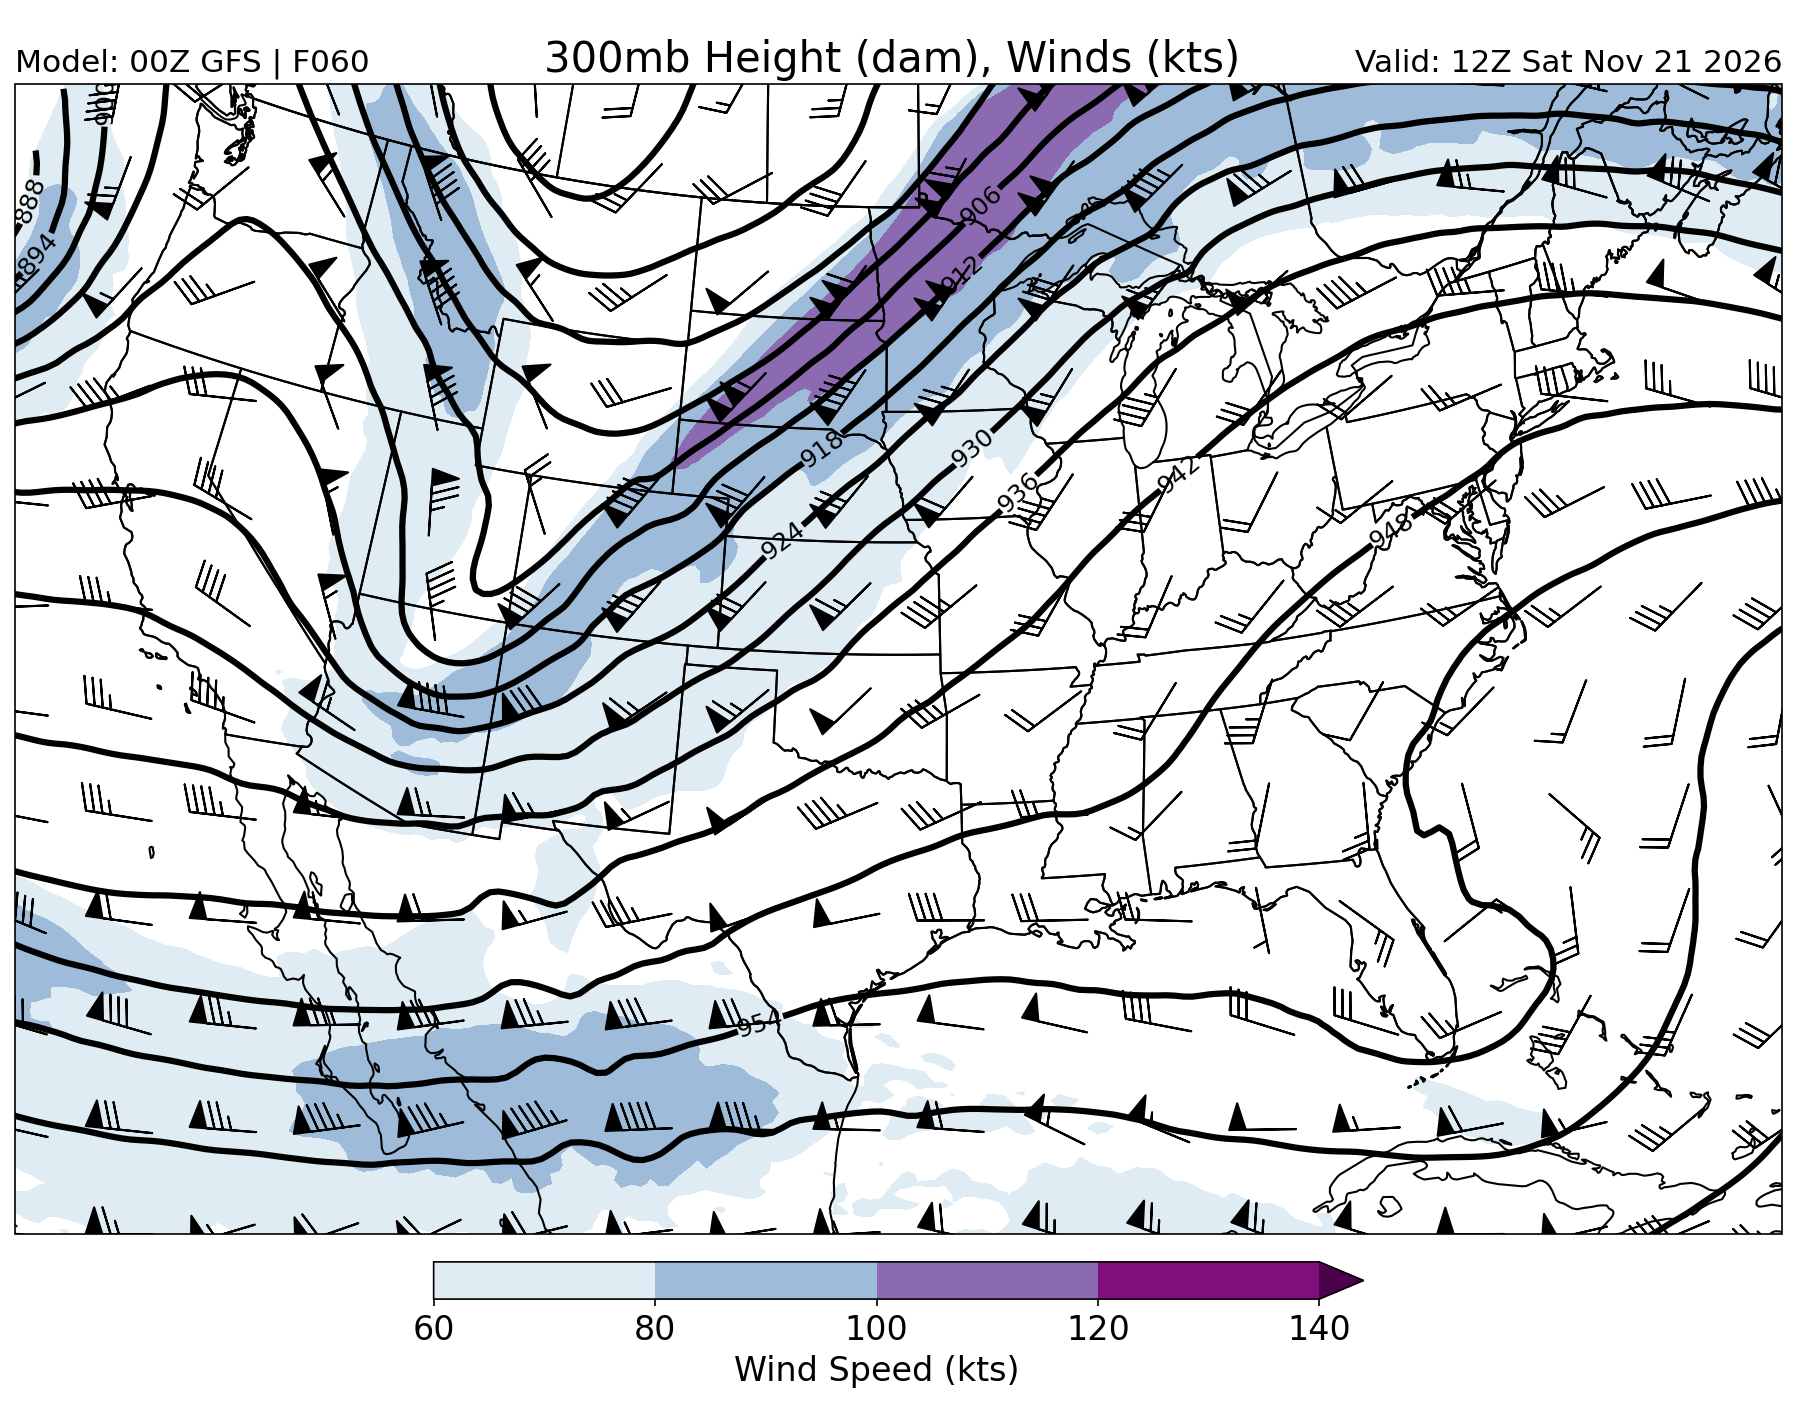 Model: 00Z GFS | F060
300mb Height (dam), Winds (kts)
Valid: 12Z Sat Nov 21 2026
900
888
894
906
912
918
930
936
942
924
948
954
60 80 100 120 140
Wind Speed (kts)